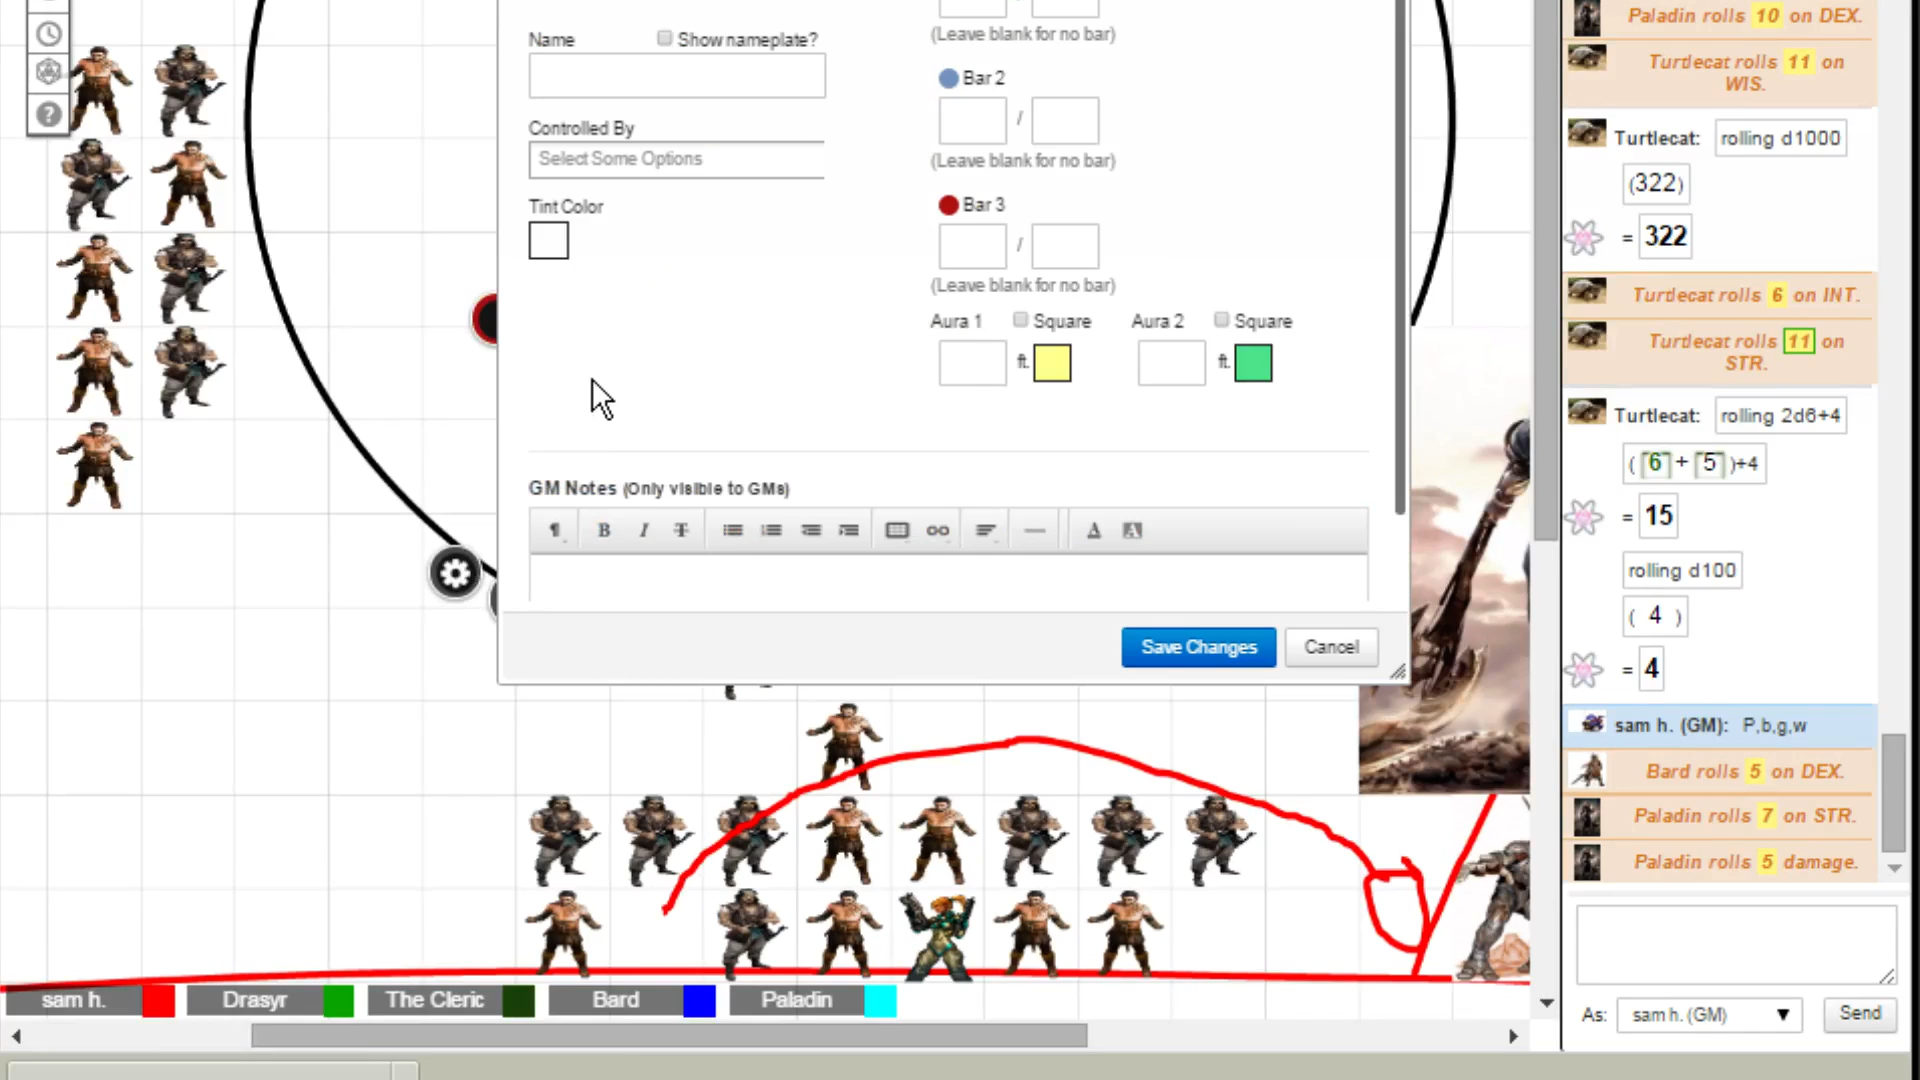 Name
Show nameplate?
Controlled By
Select Some Options
Tint Color
/
(Leave blank for no bar)
Bar 2
/
(Leave blank for no bar)
Bar 3
/
(Leave blank for no bar)
Aura 1
Square
Aura 2
Square
ft.
ft.
GM Notes (Only visible to GMs)
B I T
A A
Save Changes
Cancel
?
sam h.
Drasyr
The Cleric
Bard
Paladin
Paladin rolls 10 on DEX.
Turtlecat rolls 11 on
WIS.
Turtlecat: rolling d1000
(322)
= 322
Turtlecat rolls 6 on INT.
Turtlecat rolls 11 on
STR.
Turtlecat: rolling 2d6+4
(6+5)+4
= 15
rolling d100
( 4 )
= 4
sam h. (GM): P,b,g,w
Bard rolls 5 on DEX.
Paladin rolls 7 on STR.
Paladin rolls 5 damage.
As: sam h. (GM)
Send